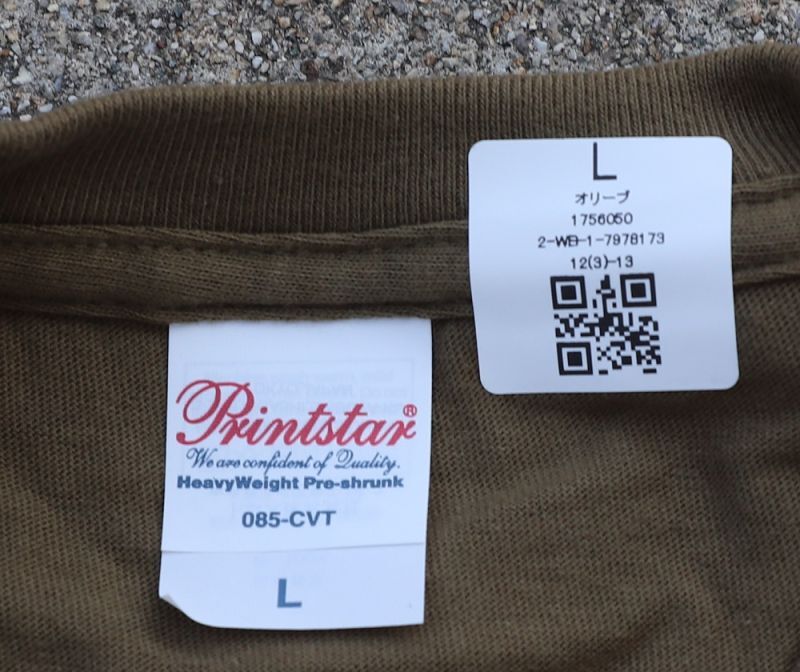 L
オリーブ
1756050
2-WB-1-7978173
12(3)-13
Printstar®
We are confident of Quality.
HeavyWeight Pre-shrunk
085-CVT
L